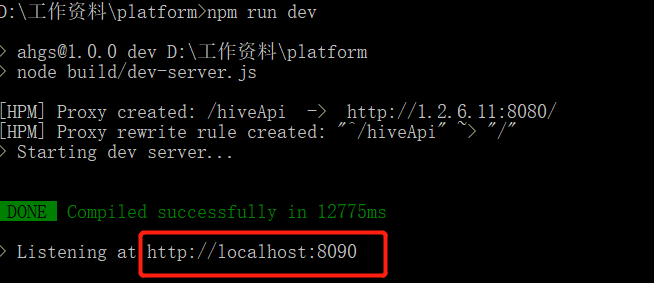 D:\工作资料\platform>npm run dev
> ahgs@1.0.0 dev D:\工作资料\platform
> node build/dev-server.js
[HPM] Proxy created: /hiveApi  ->  http://1.2.6.11:8080/
[HPM] Proxy rewrite rule created: "^/hiveApi" ~> "/"
> Starting dev server...
DONE  Compiled successfully in 12775ms
> Listening at http://localhost:8090